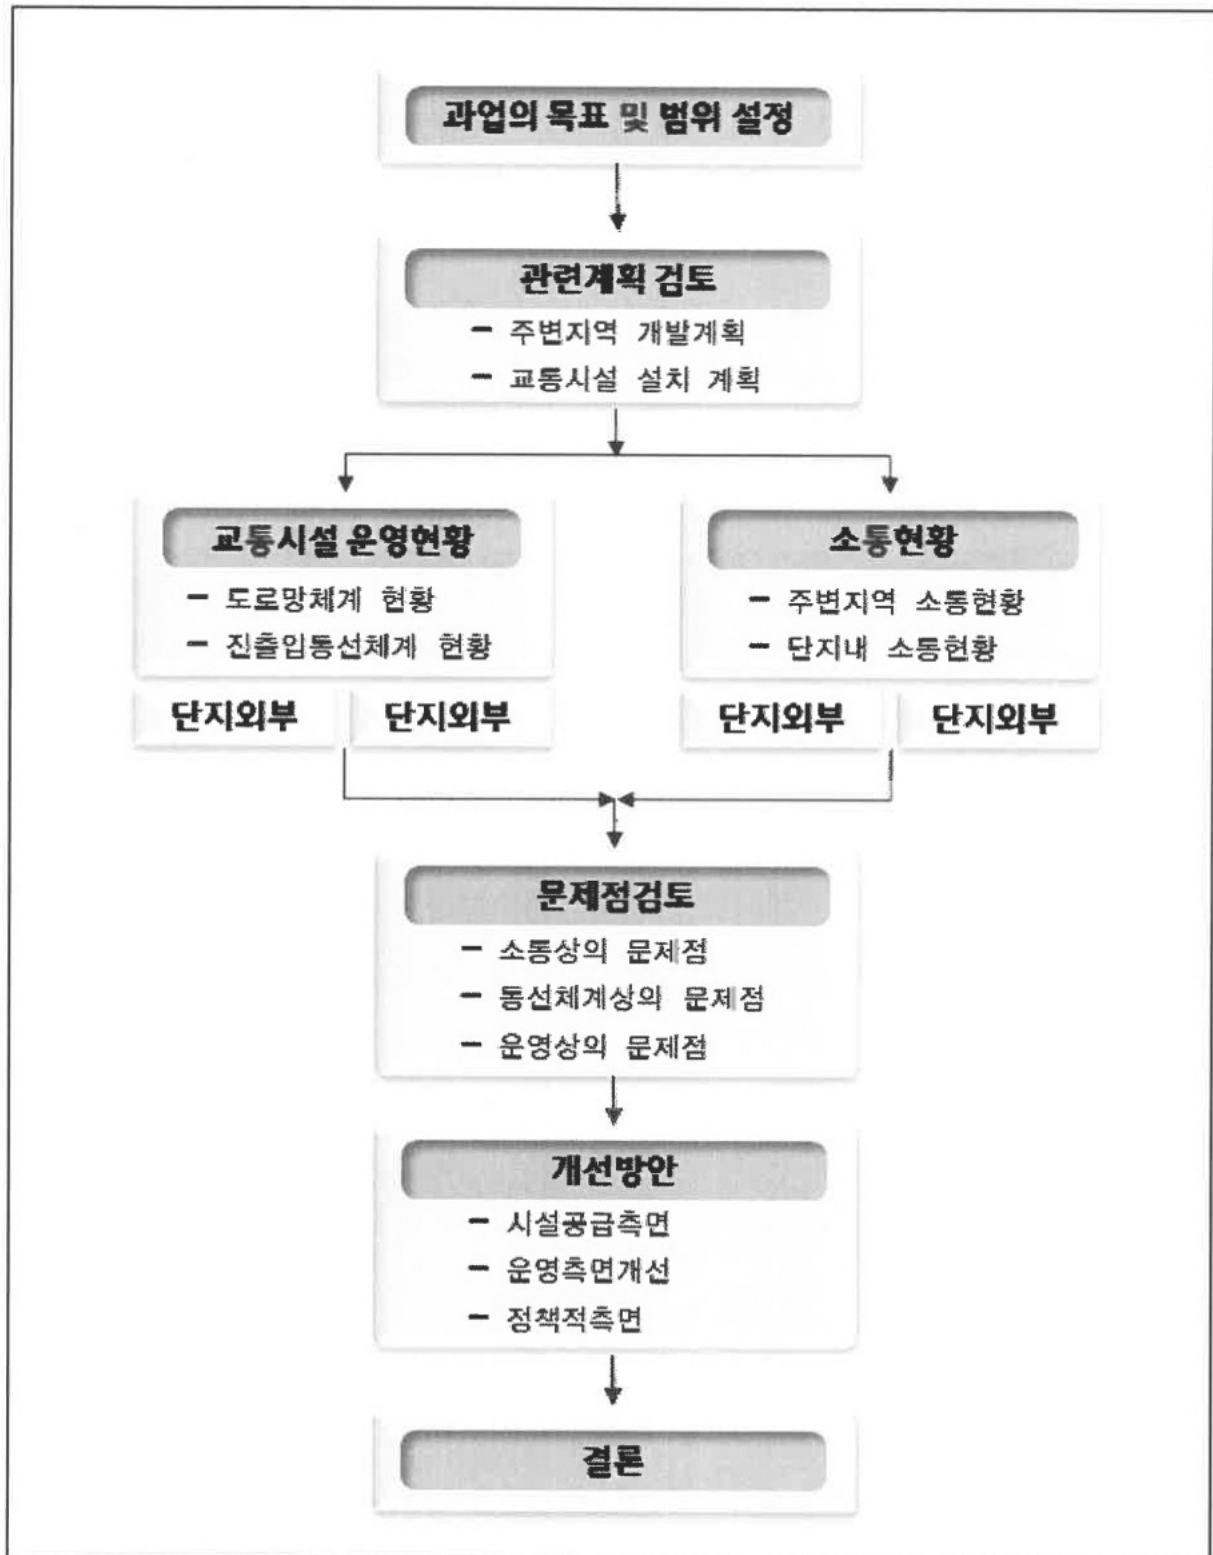 과업의 목표 및 범위 설정
관련계획 검토
- 주변지역 개발계획
- 교통시설 설치 계획
교통시설 운영현황
- 도로망체계 현황
- 진출입동선체계 현황
단지외부 단지외부
소통현황
- 주변지역 소통현황
- 단지내 소통현황
단지외부 단지외부
문제점검토
- 소통상의 문제점
- 동선체계상의 문제점
- 운영상의 문제점
개선방안
- 시설공급측면
- 운영측면개선
- 정책적측면
결론